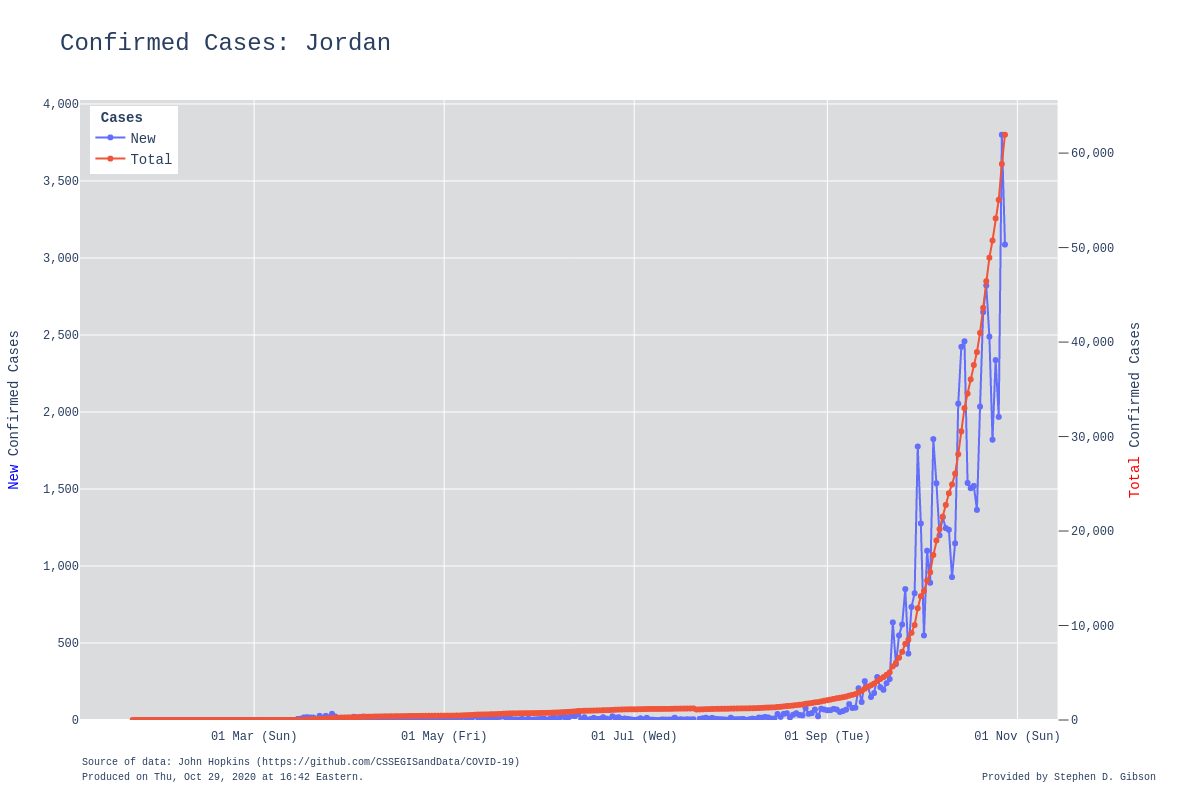 Confirmed Cases: Jordan
Cases
New
Total
4,000
3,500
3,000
2,500
2,000
1,500
1,000
500
0
New Confirmed Cases
60,000
50,000
40,000
30,000
20,000
10,000
0
Total Confirmed Cases
01 Mar (Sun)
01 May (Fri)
01 Jul (Wed)
01 Sep (Tue)
01 Nov (Sun)
Source of data: John Hopkins (https://github.com/CSSEGISandData/COVID-19)
Produced on Thu, Oct 29, 2020 at 16:42 Eastern.
Provided by Stephen D. Gibson